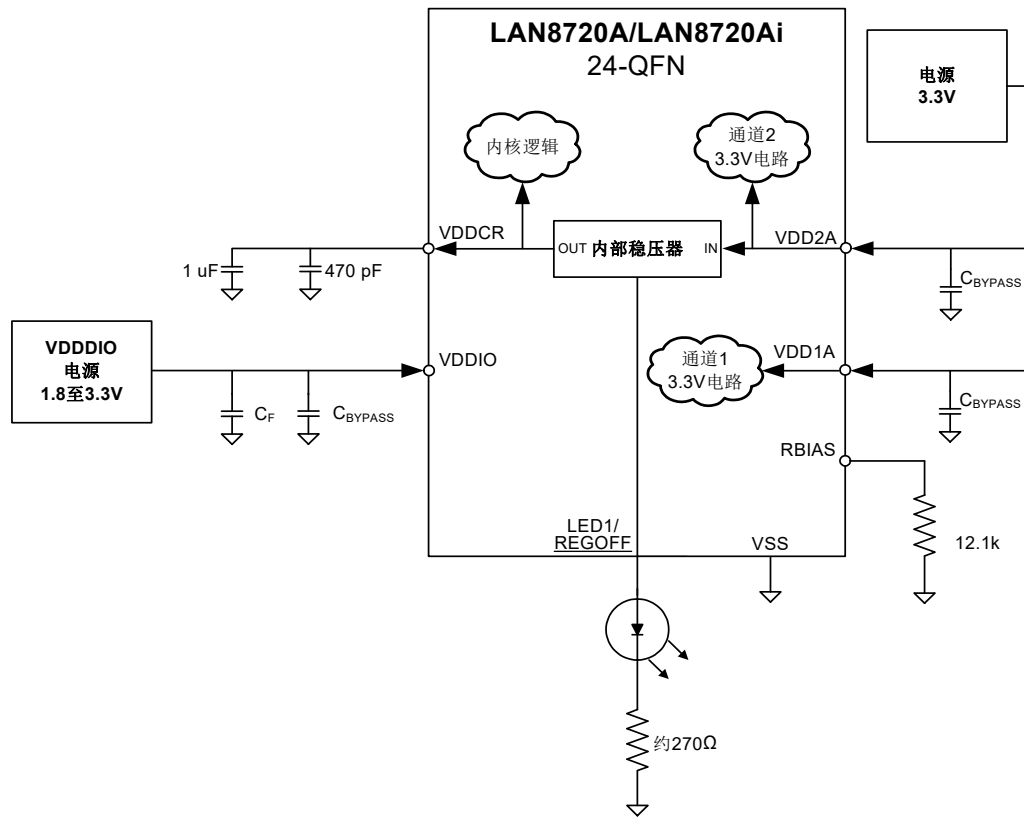 LAN8720A/LAN8720Ai
24-QFN
电源
3.3V
内核逻辑
通道2
3.3V电路
VDDCR
OUT 内部稳压器 IN
VDD2A
1 uF
470 pF
CBYPASS
VDDDIO
电源
1.8至3.3V
VDDIO
通道1
3.3V电路
VDD1A
CF
CBYPASS
CBYPASS
RBIAS
12.1k
LED1/
REGOFF
VSS
约270Ω